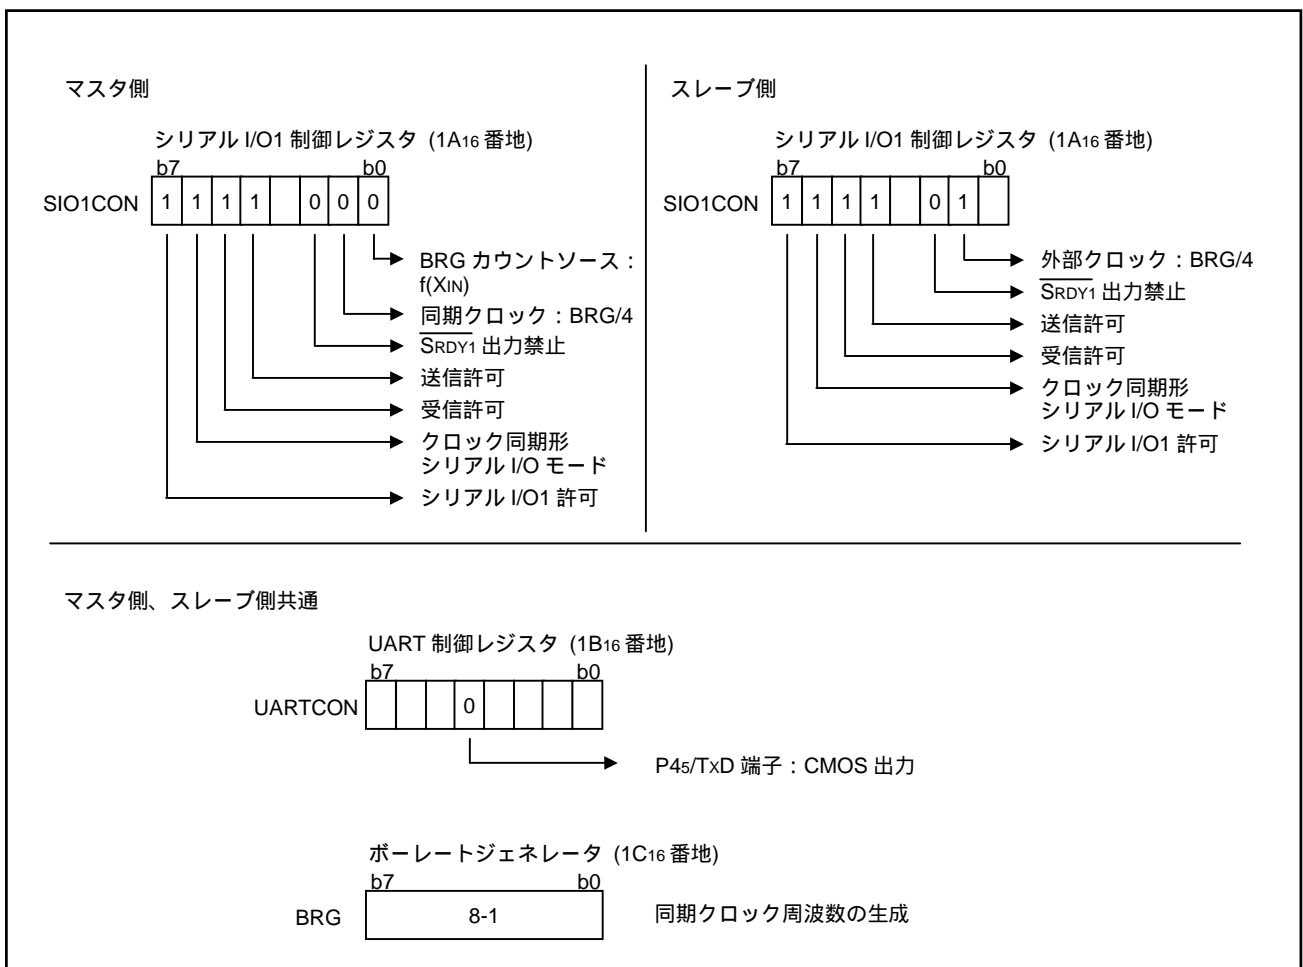 マスタ側
シリアル I/O1 制御レジスタ (1A16 番地)
b7 b0
SIO1CON 1 1 1 1 0 0 0
BRG カウントソース：
f(XIN)
同期クロック：BRG/4
SRDY1 出力禁止
送信許可
受信許可
クロック同期形
シリアル I/O モード
シリアル I/O1 許可
スレーブ側
シリアル I/O1 制御レジスタ (1A16 番地)
b7 b0
SIO1CON 1 1 1 1 0 1
外部クロック：BRG/4
SRDY1 出力禁止
送信許可
受信許可
クロック同期形
シリアル I/O モード
シリアル I/O1 許可
マスタ側、スレーブ側共通
UART 制御レジスタ (1B16 番地)
b7 b0
UARTCON 0
P45/TxD 端子：CMOS 出力
ボーレートジェネレータ (1C16 番地)
b7 b0
BRG 8-1 同期クロック周波数の生成